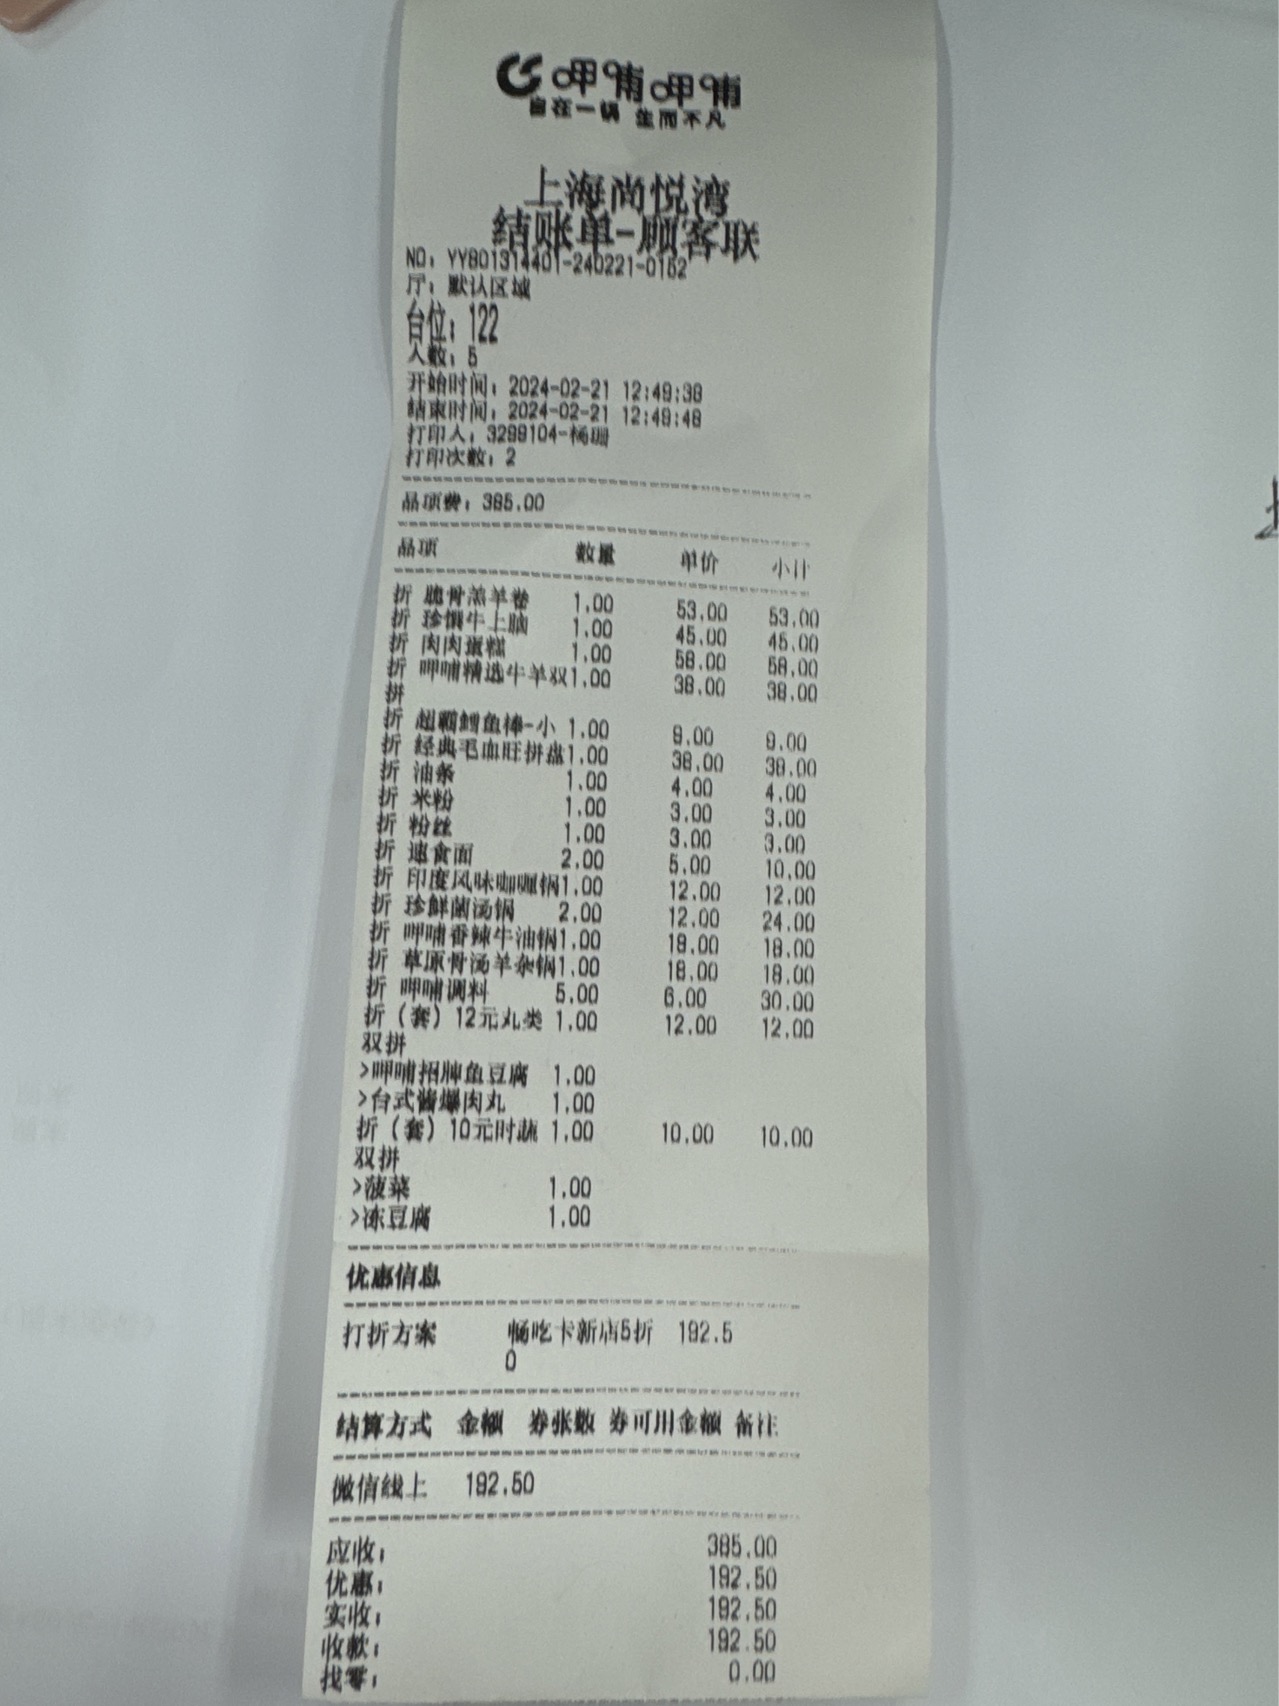 呷哺呷哺
自在一锅 生而不凡
上海尚悦湾
结账单-顾客联
NO: YY801314401-240221-0152
厅: 默认区域
台位: 122
人数: 5
开始时间: 2024-02-21 12:49:38
结束时间: 2024-02-21 12:49:48
打印人: 3299104-杨珊
打印次数: 2
品项费: 385.00
品项 数量 单价 小计
折 脆骨羔羊卷 1.00 53.00 53.00
折 珍馔牛上脑 1.00 45.00 45.00
折 肉肉蛋糕 1.00 58.00 58.00
折 呷哺精选牛羊双1.00 38.00 38.00
拼
折 超霸鳕鱼棒-小 1.00 9.00 9.00
折 经典毛血旺拼盘1.00 38.00 38.00
折 油条 1.00 4.00 4.00
折 米粉 1.00 3.00 3.00
折 粉丝 1.00 3.00 3.00
折 速食面 2.00 5.00 10.00
折 印度风味咖喱锅1.00 12.00 12.00
折 珍鲜菌汤锅 2.00 12.00 24.00
折 呷哺香辣牛油锅1.00 18.00 18.00
折 草原骨汤羊杂锅1.00 18.00 18.00
折 呷哺调料 5.00 6.00 30.00
折 (套) 12元丸类 1.00 12.00 12.00
双拼
>呷哺招牌鱼豆腐 1.00
>台式酱爆肉丸 1.00
折 (套) 10元时蔬 1.00 10.00 10.00
双拼
>菠菜 1.00
>冻豆腐 1.00
优惠信息
打折方案 畅吃卡新店5折 192.5
0
结算方式 金额 券张数 券可用金额 备注
微信线上 192.50
应收: 385.00
优惠: 192.50
实收: 192.50
收款: 192.50
找零: 0.00